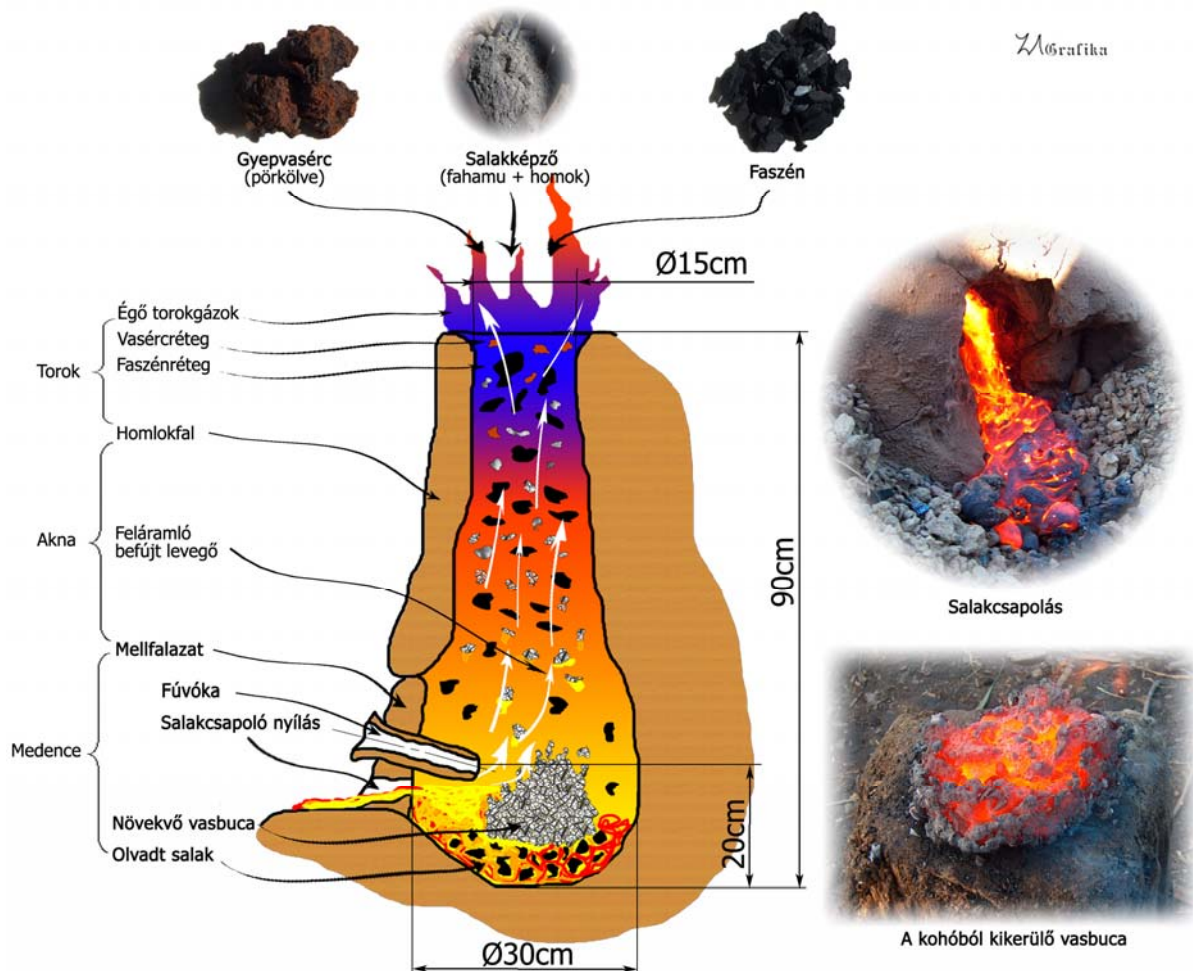 ZAGrafika
Gyepvasérc
(pörkölve)
Salakképző
(fahamu + homok)
Faszén
Ø15cm
Égő torokgázok
Vasércréteg
Faszénréteg
Torok
Homlokfal
Akna
Feláramló
befújt levegő
Mellfalazat
Fúvóka
Salakcsapoló nyílás
Medence
Növekvő vasbuca
Olvadt salak
90cm
20cm
Ø30cm
Salakcsapolás
A kohóból kikerülő vasbuca